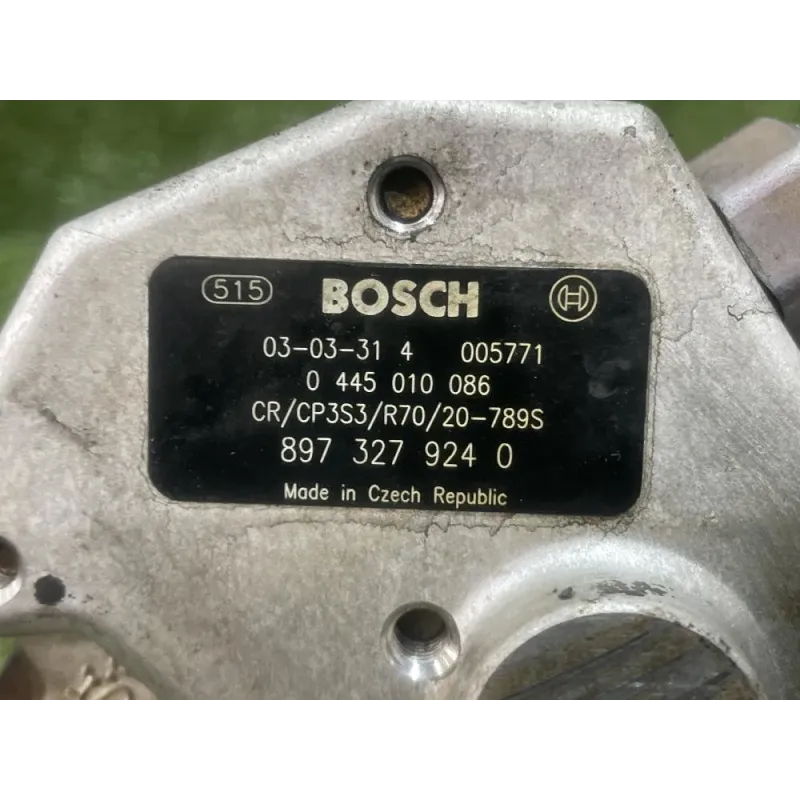 515 BOSCH
03-03-31 4 005771
0 445 010 086
CR/CP3S3/R70/20-789S
897 327 924 0
Made in Czech Republic